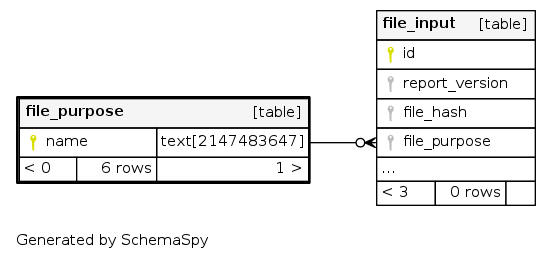 file_purpose [table]
name text[2147483647]
< 0 6 rows 1 >
file_input [table]
id
report_version
file_hash
file_purpose
...
< 3 0 rows
Generated by SchemaSpy